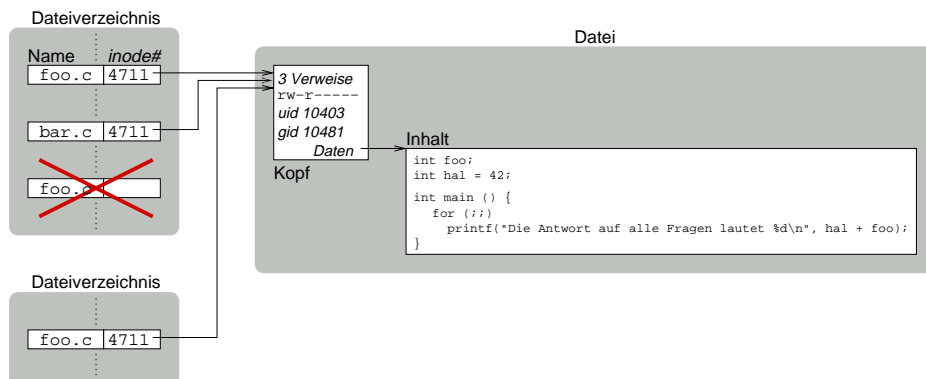 Dateiverzeichnis
Name inode#
foo.c 4711
bar.c 4711
foo.c
Dateiverzeichnis
foo.c 4711
Datei
3 Verweise
rw-r-----
uid 10403
gid 10481
Daten
Kopf
Inhalt
int foo;
int hal = 42;
int main () {
for (;;)
printf("Die Antwort auf alle Fragen lautet %d\n", hal + foo);
}